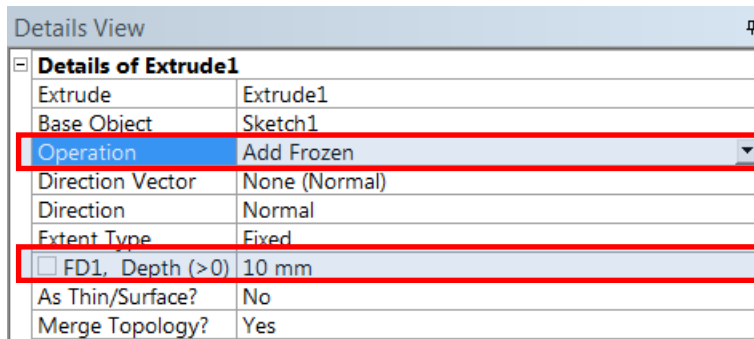 Details View
Details of Extrude1
Extrude Extrude1
Base Object Sketch1
Operation Add Frozen
Direction Vector None (Normal)
Direction Normal
Extent Type Fixed
FD1, Depth (>0) 10 mm
As Thin/Surface? No
Merge Topology? Yes